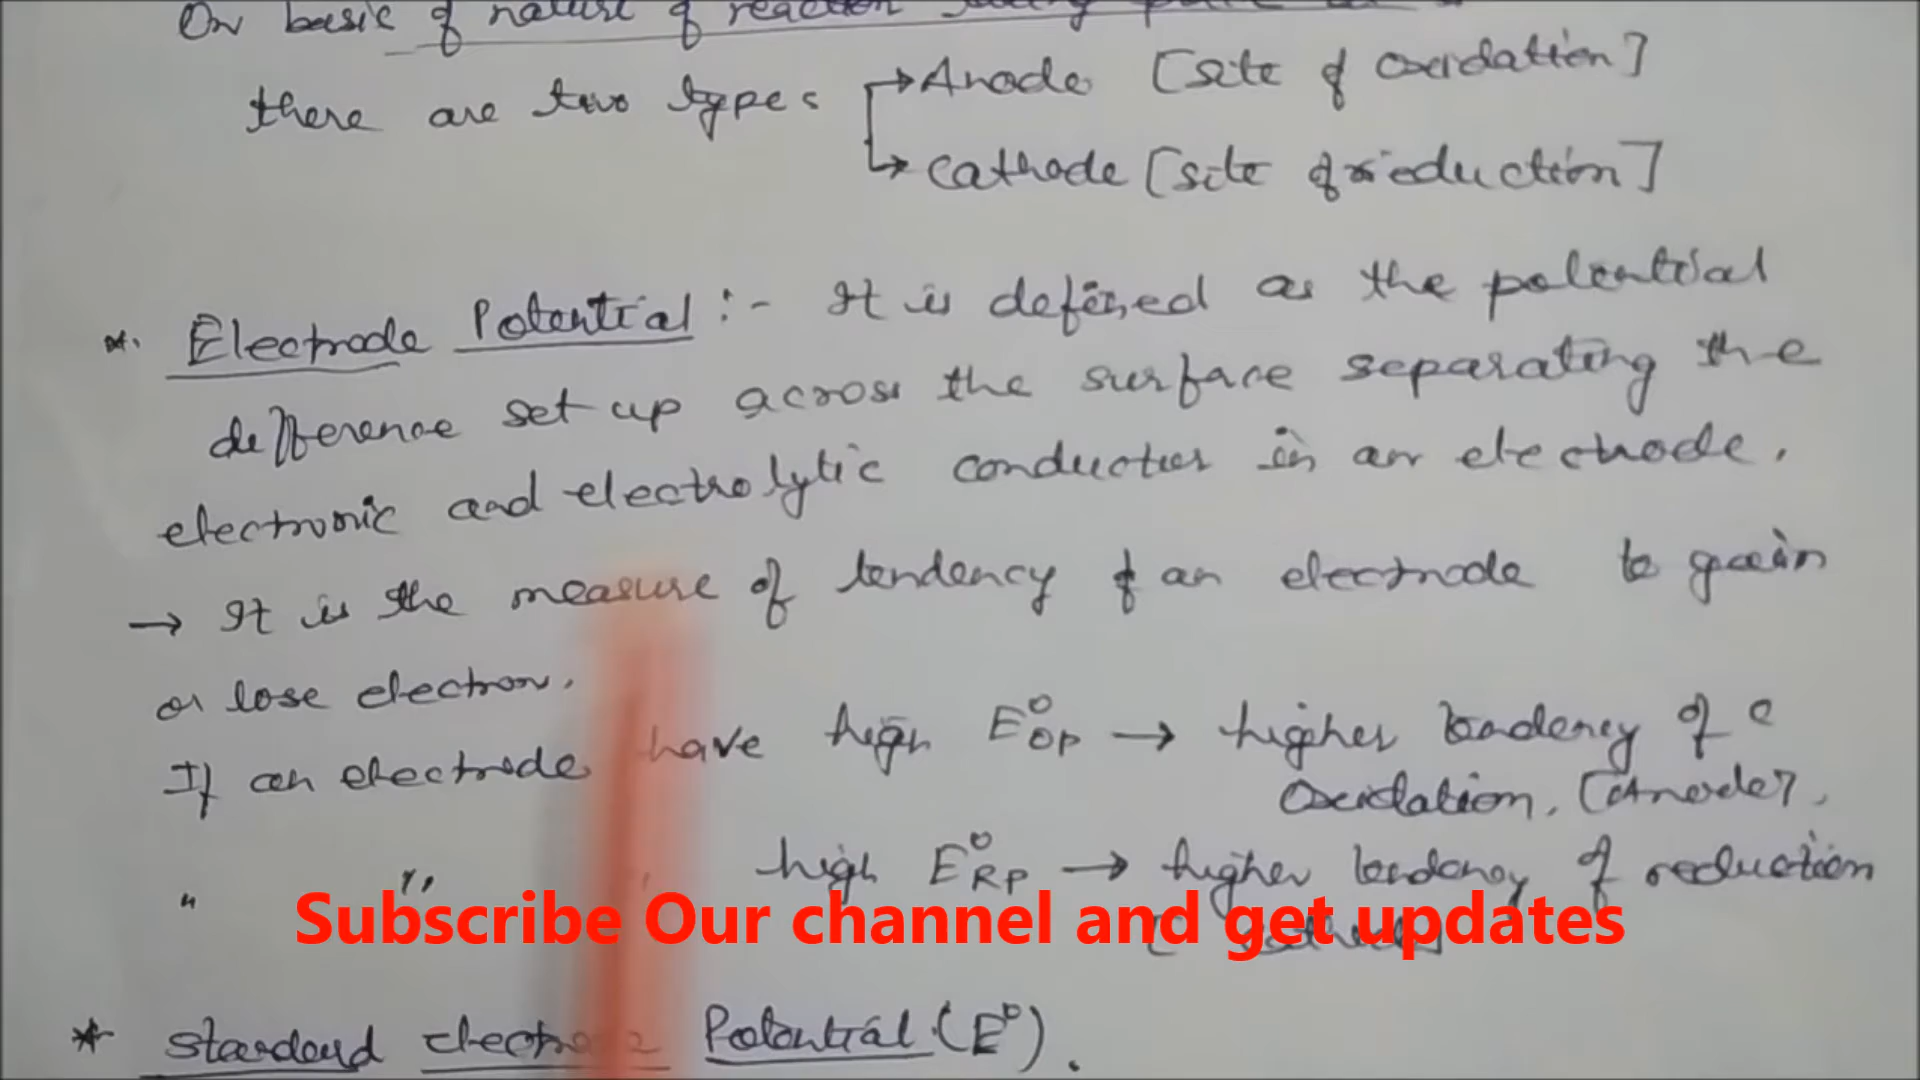 On basic of nature of reaction taking place
there are two types
→ Anode [site of oxidation]
→ Cathode [site of reduction]
*. Electrode Potential :- It is defined as the potential
difference set up across the surface separating the
electronic and electrolytic conductor in an electrode.
→ It is the measure of tendency of an electrode to gain
or lose electron.
If an electrode have high E°OP → higher tendency of
Oxidation. [Anode].
" " " high E°RP → higher tendency of reduction
Subscribe Our channel and get updates
* Standard electrode Potential (E°).